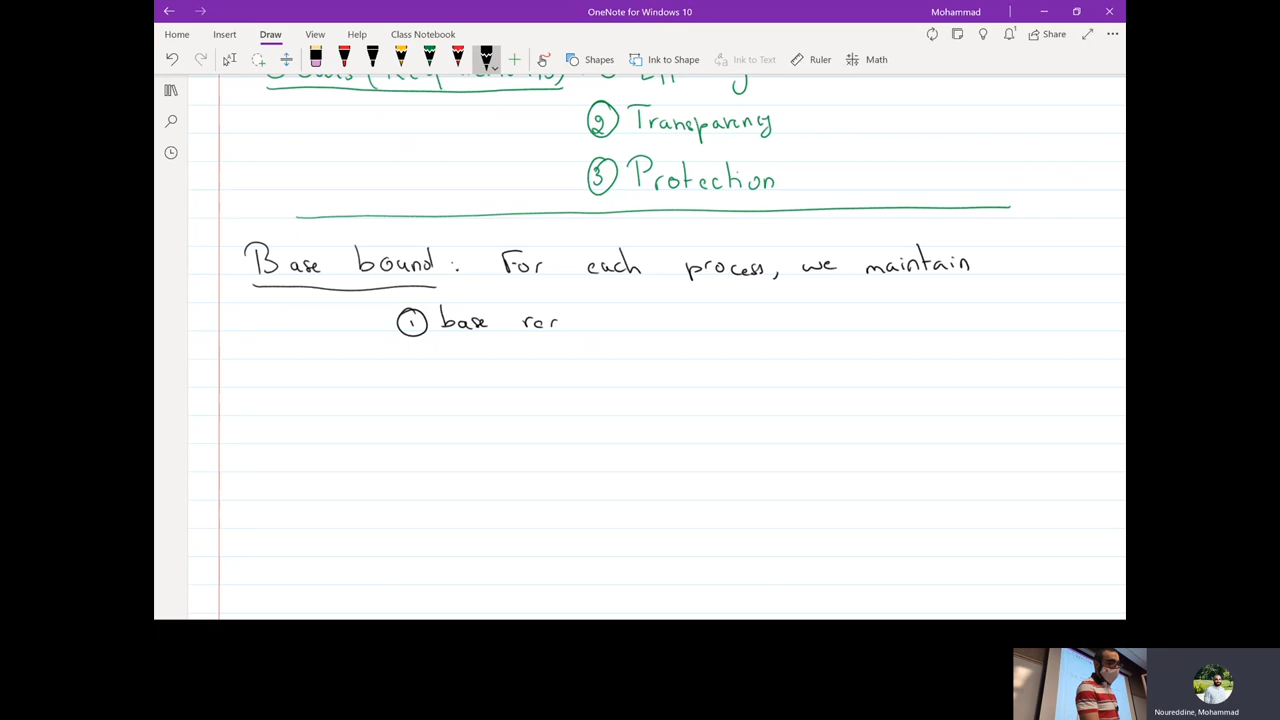 OneNote for Windows 10
Mohammad
Home Insert Draw View Help Class Notebook
Share
Shapes Ink to Shape Ink to Text Ruler Math
② Transparency
③ Protection
Base bound: For each process, we maintain
① base
Noureddine, Mohammad